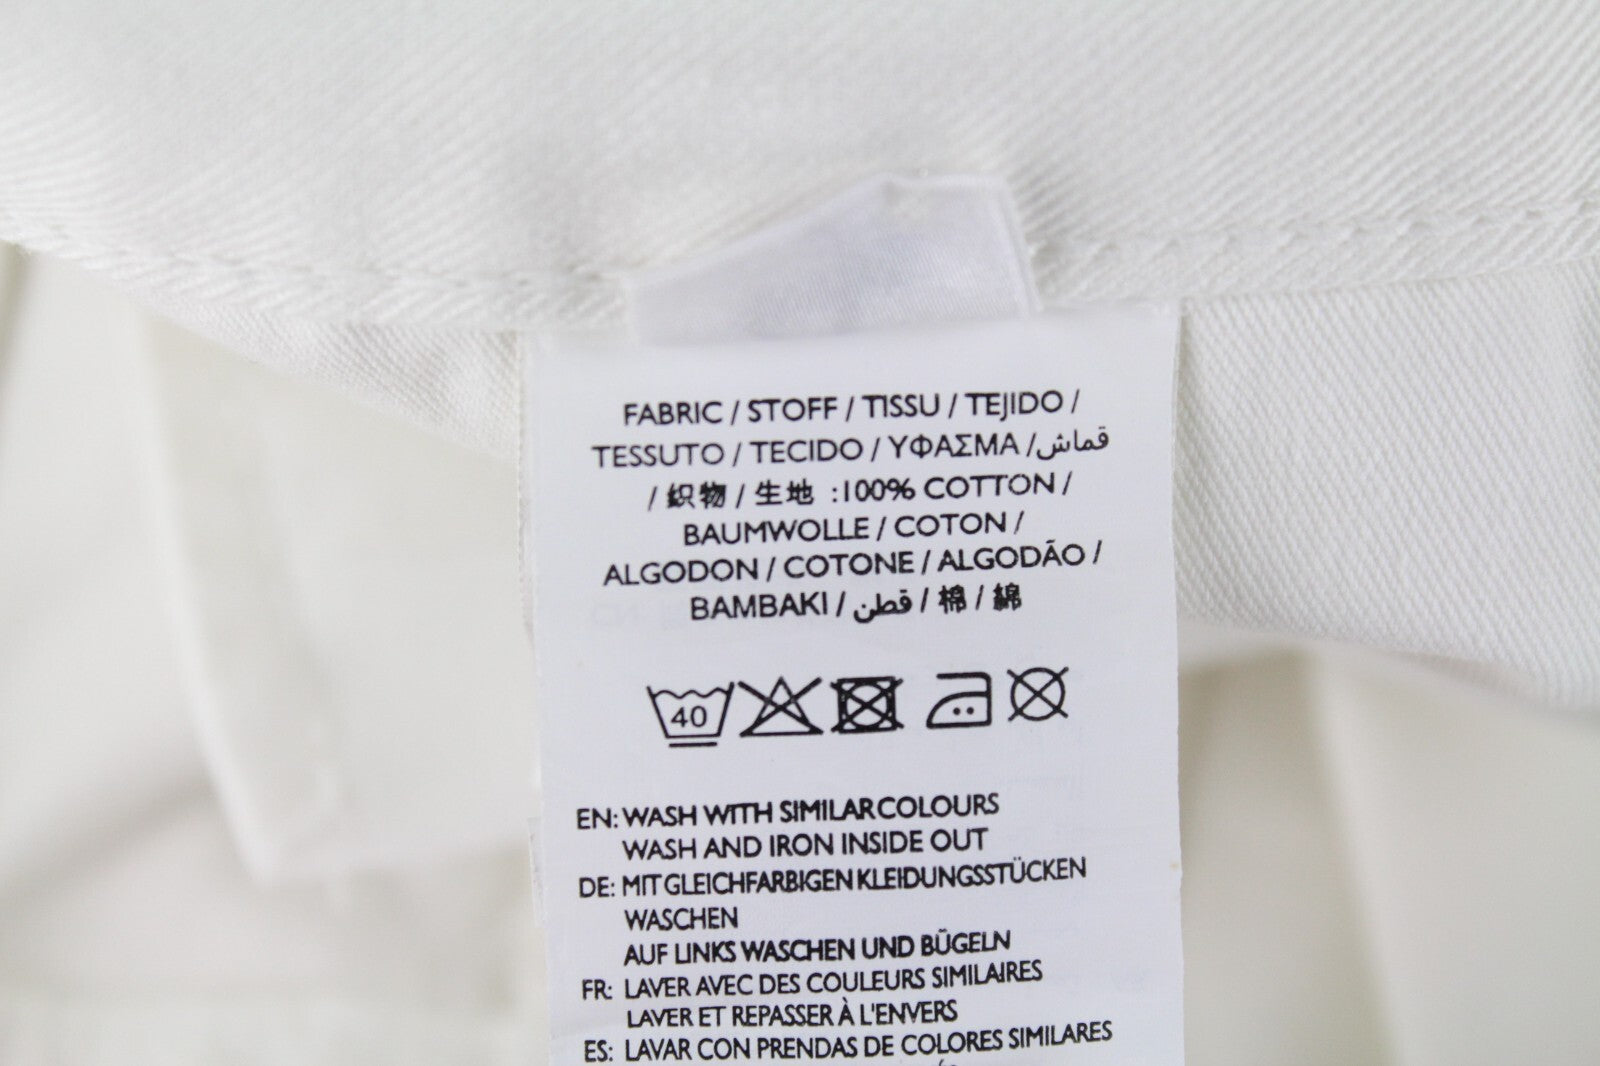 FABRIC / STOFF / TISSU / TEJIDO /
TESSUTO / TECIDO / ΥΦΑΣΜΑ / قماش
/ 织物 / 生地 :100% COTTON /
BAUMWOLLE / COTON /
ALGODON / COTONE / ALGODÃO /
BAMBAKI / قطن / 棉 / 綿
40
EN: WASH WITH SIMILAR COLOURS
WASH AND IRON INSIDE OUT
DE: MIT GLEICHFARBIGEN KLEIDUNGSSTÜCKEN
WASCHEN
AUF LINKS WASCHEN UND BÜGELN
FR: LAVER AVEC DES COULEURS SIMILAIRES
LAVER ET REPASSER À L'ENVERS
ES: LAVAR CON PRENDAS DE COLORES SIMILARES